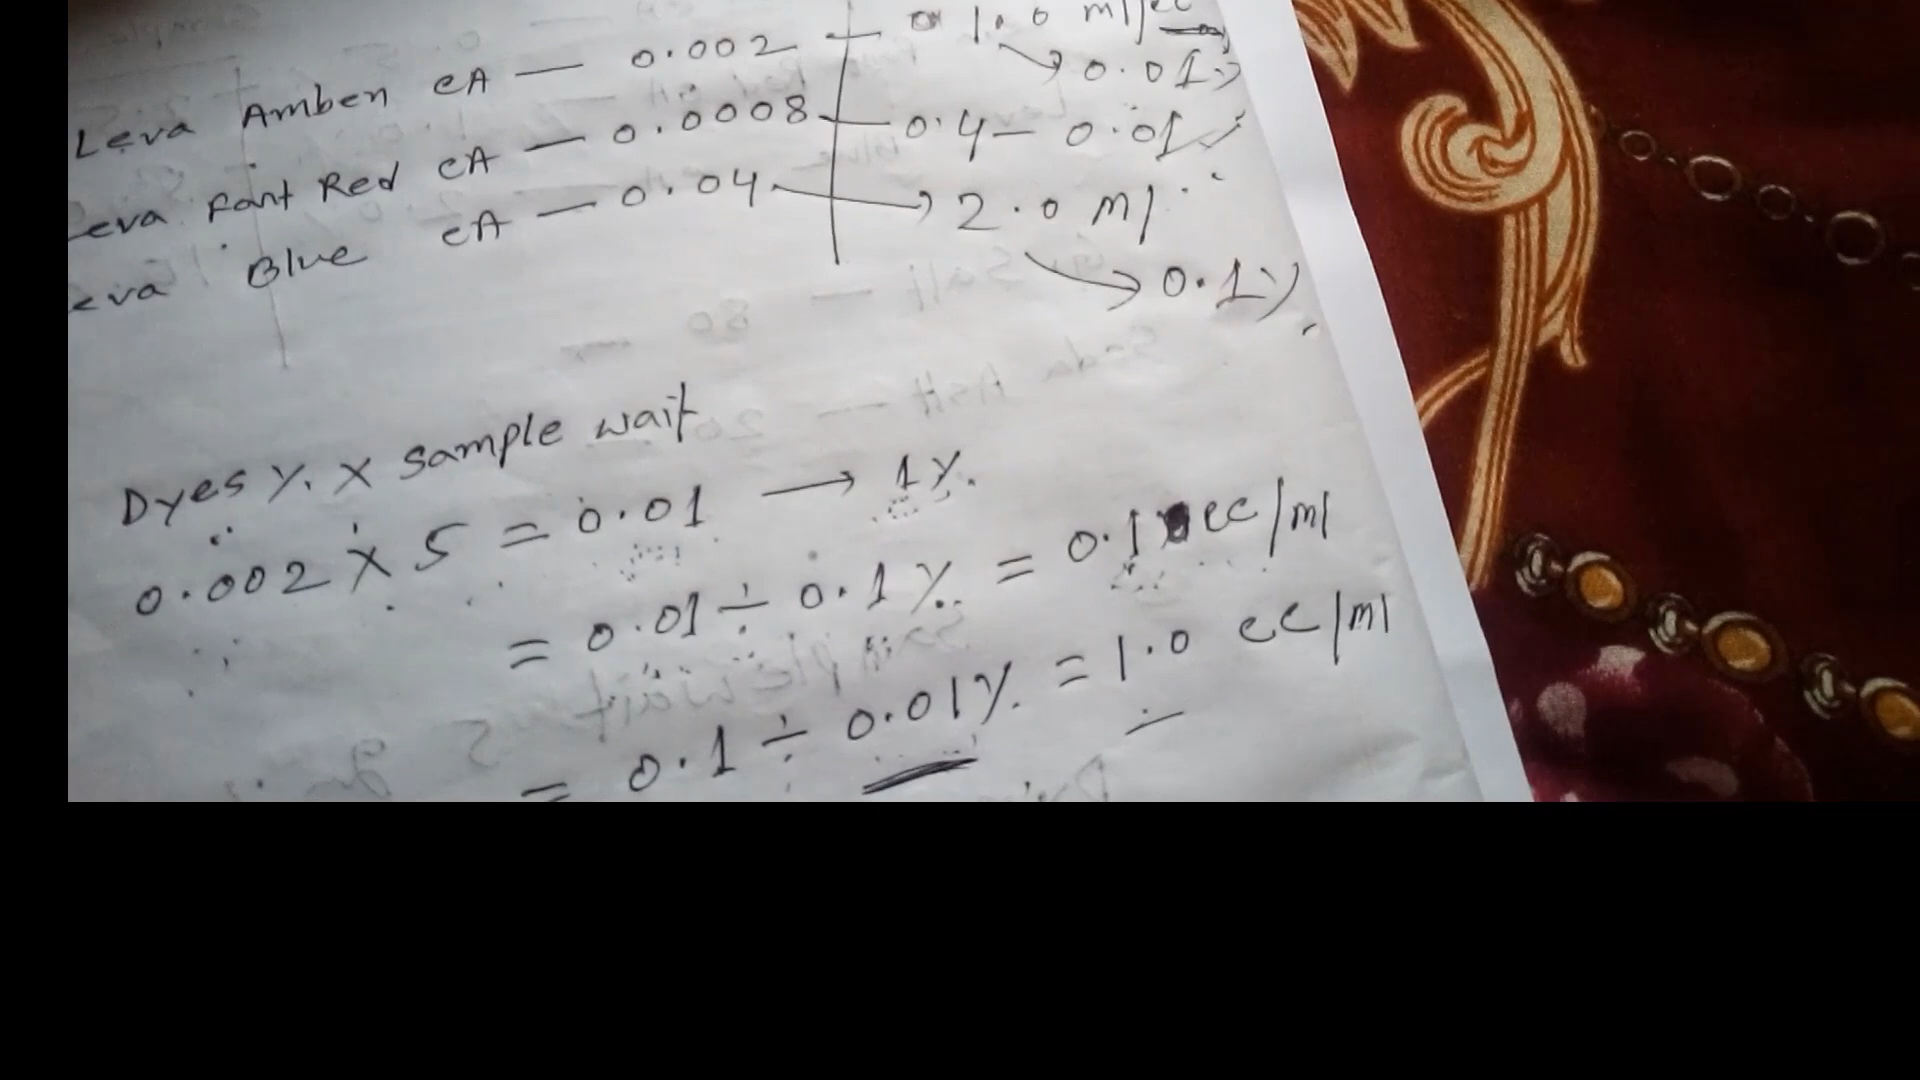 Leva Amben CA — 0.002 — 1.0 ml/cc
→ 0.01%
eva Fant Red CA — 0.0008 — 0.4 — 0.01%
eva Blue CA — 0.04 → 2.0 ml
→ 0.1%
Dyes % x sample wait
0.002 x 5 = 0.01 → 1%
= 0.01 ÷ 0.1% = 0.1 cc/ml
= 0.1 ÷ 0.01% = 1.0 cc/ml